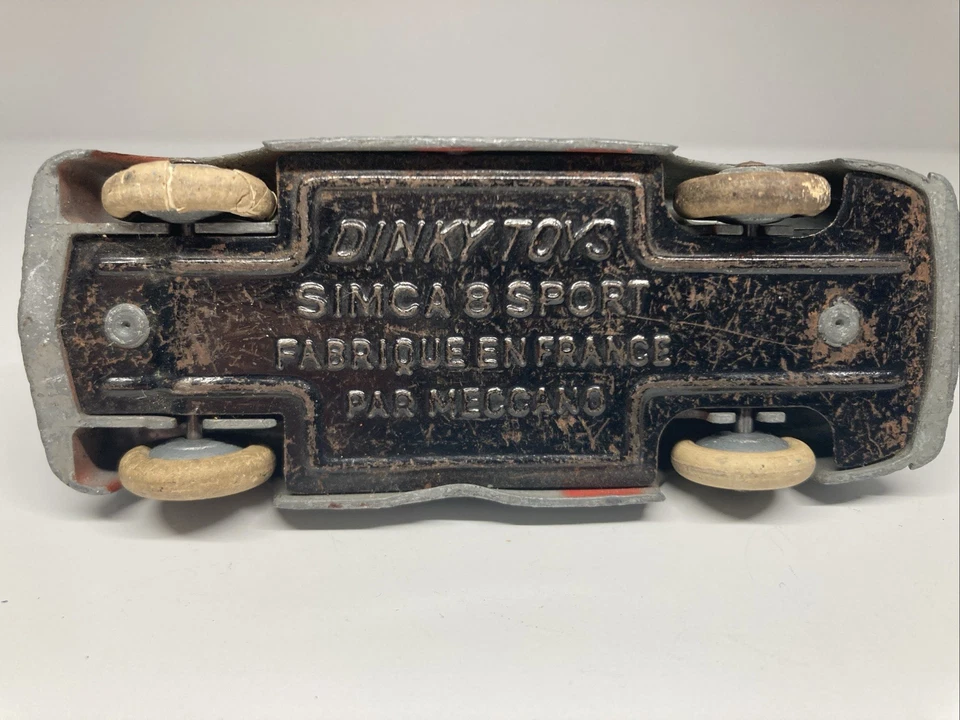 DINKY TOYS
SIMCA 8 SPORT
FABRIQUE EN FRANCE
PAR MECCANO